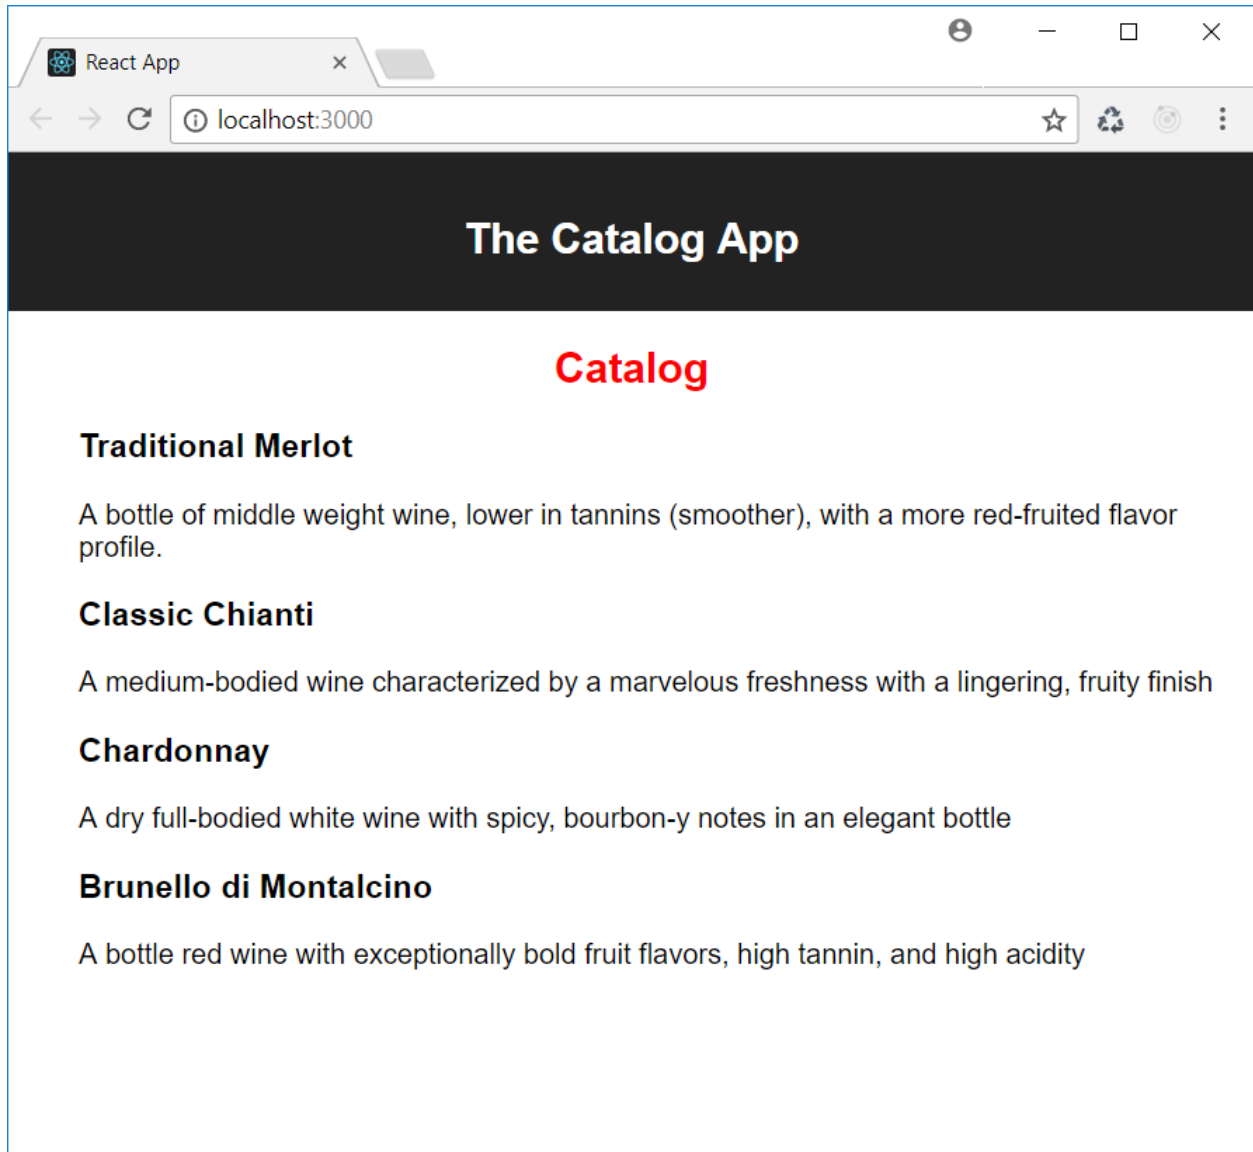 React App
localhost:3000
The Catalog App
Catalog
Traditional Merlot
A bottle of middle weight wine, lower in tannins (smoother), with a more red-fruited flavor
profile.
Classic Chianti
A medium-bodied wine characterized by a marvelous freshness with a lingering, fruity finish
Chardonnay
A dry full-bodied white wine with spicy, bourbon-y notes in an elegant bottle
Brunello di Montalcino
A bottle red wine with exceptionally bold fruit flavors, high tannin, and high acidity